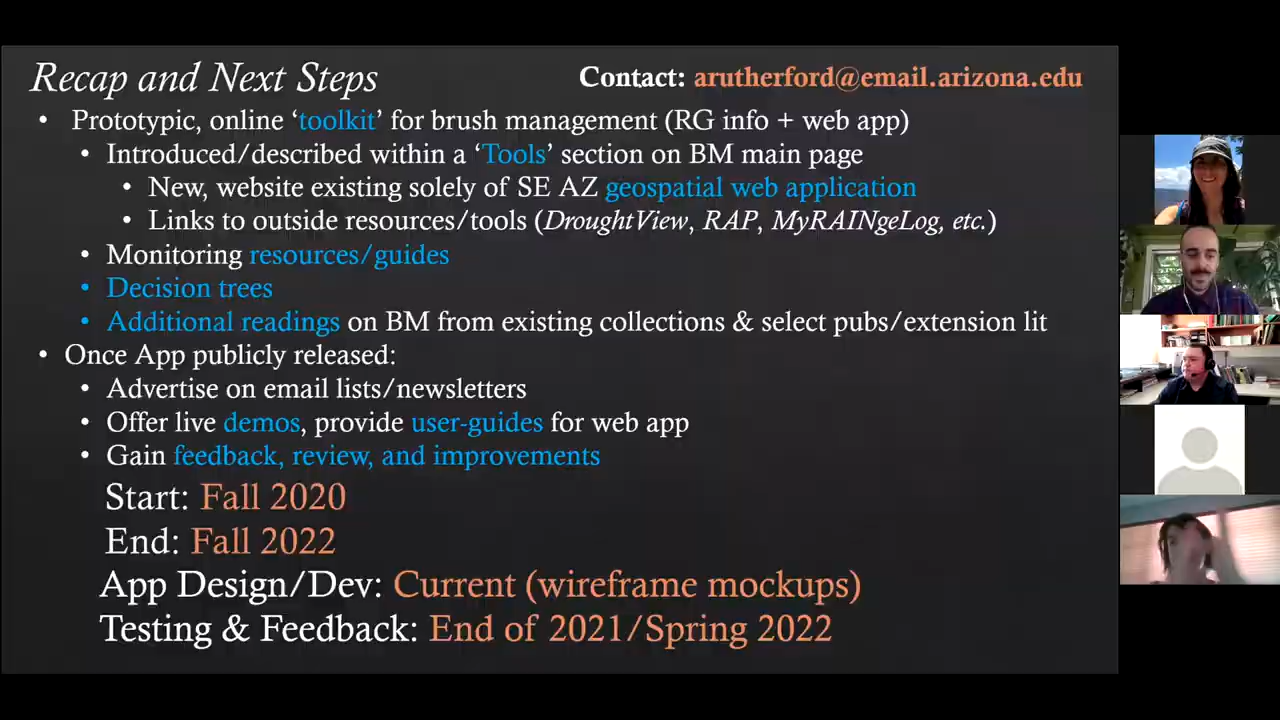 Recap and Next Steps
Contact: arutherford@email.arizona.edu
• Prototypic, online ‘toolkit’ for brush management (RG info + web app)
• Introduced/described within a ‘Tools’ section on BM main page
• New, website existing solely of SE AZ geospatial web application
• Links to outside resources/tools (DroughtView, RAP, MyRAINgeLog, etc.)
• Monitoring resources/guides
• Decision trees
• Additional readings on BM from existing collections & select pubs/extension lit
• Once App publicly released:
• Advertise on email lists/newsletters
• Offer live demos, provide user-guides for web app
• Gain feedback, review, and improvements
Start: Fall 2020
End: Fall 2022
App Design/Dev: Current (wireframe mockups)
Testing & Feedback: End of 2021/Spring 2022